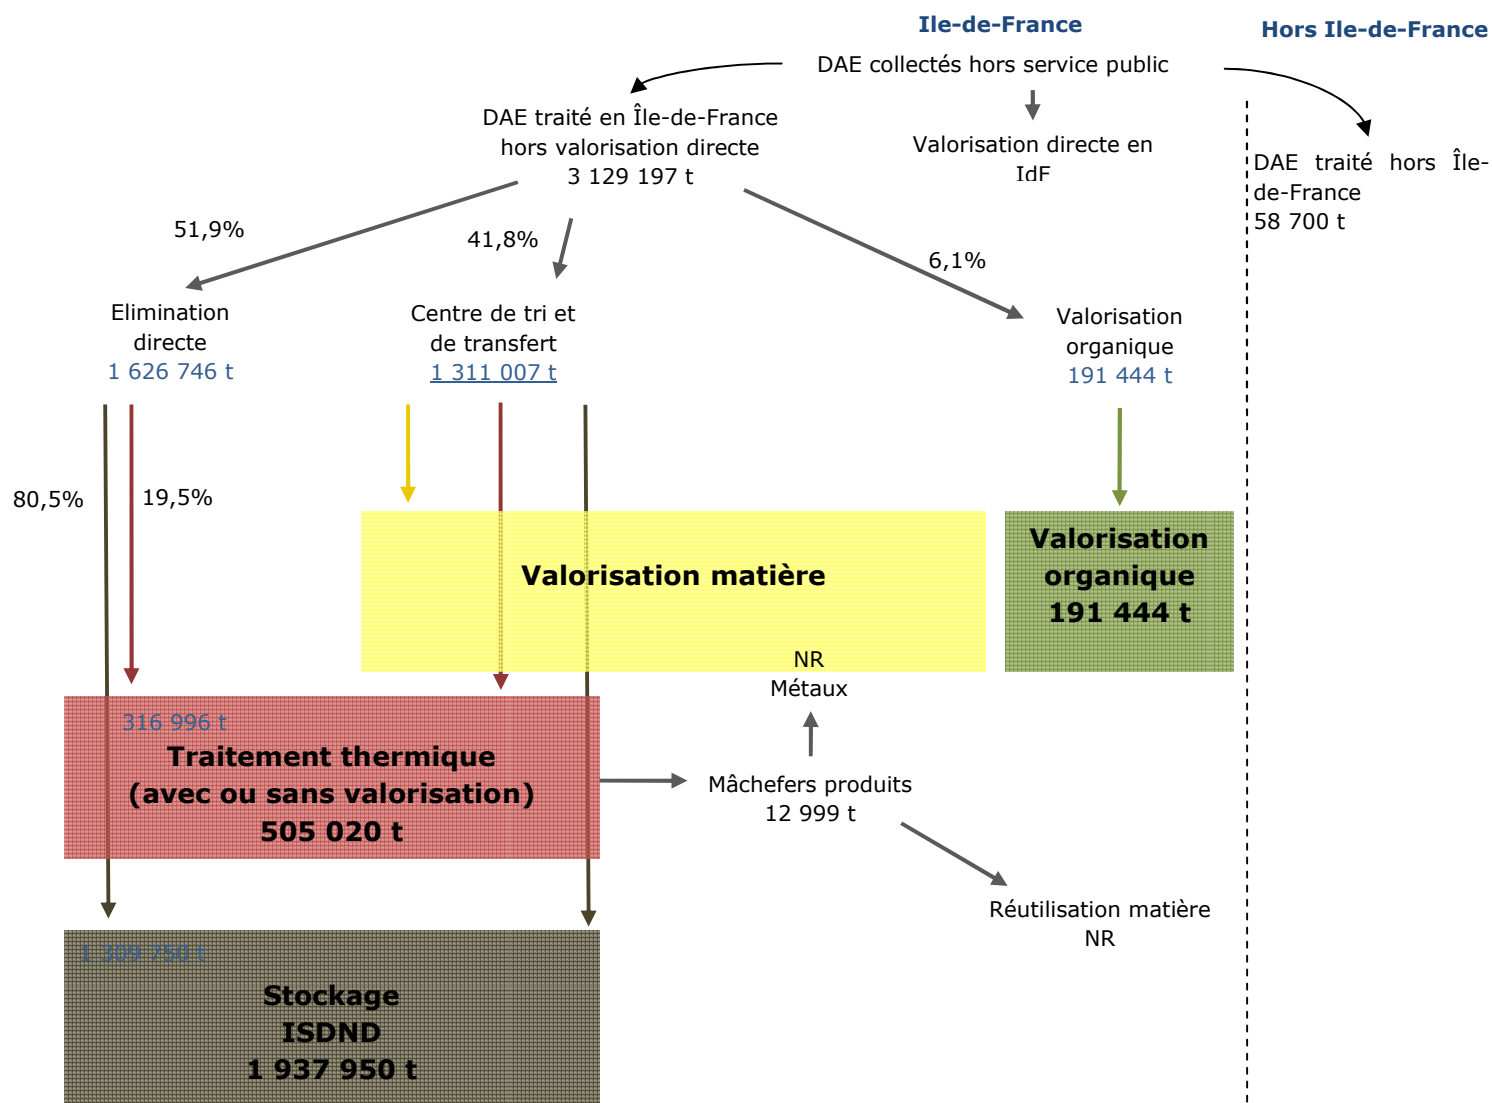 Ile-de-France
Hors Ile-de-France
DAE collectés hors service public
DAE traité en Île-de-France
hors valorisation directe
3 129 197 t
Valorisation directe en
IdF
DAE traité hors Île-
de-France
58 700 t
51,9%
41,8%
6,1%
Elimination
directe
1 626 746 t
Centre de tri et
de transfert
1 311 007 t
Valorisation
organique
191 444 t
80,5%
19,5%
Valorisation matière
Valorisation
organique
191 444 t
NR
Métaux
316 996 t
Traitement thermique
(avec ou sans valorisation)
505 020 t
Mâchefers produits
12 999 t
Réutilisation matière
NR
1 309 750 t
Stockage
ISDND
1 937 950 t